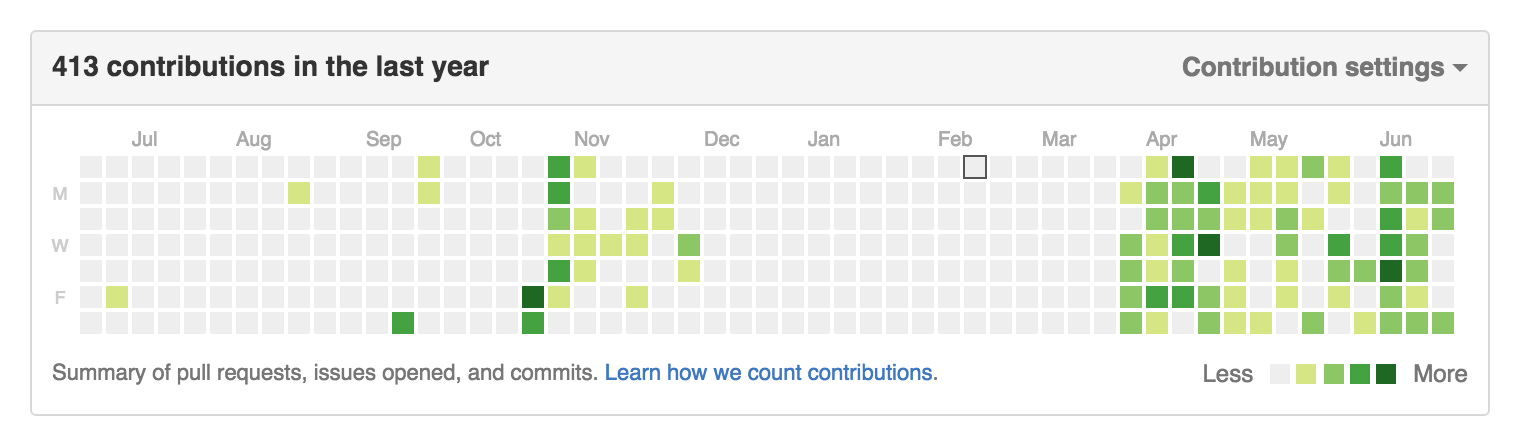 413 contributions in the last year
Contribution settings
Jul Aug Sep Oct Nov Dec Jan Feb Mar Apr May Jun
M
W
F
Summary of pull requests, issues opened, and commits. Learn how we count contributions.
Less More